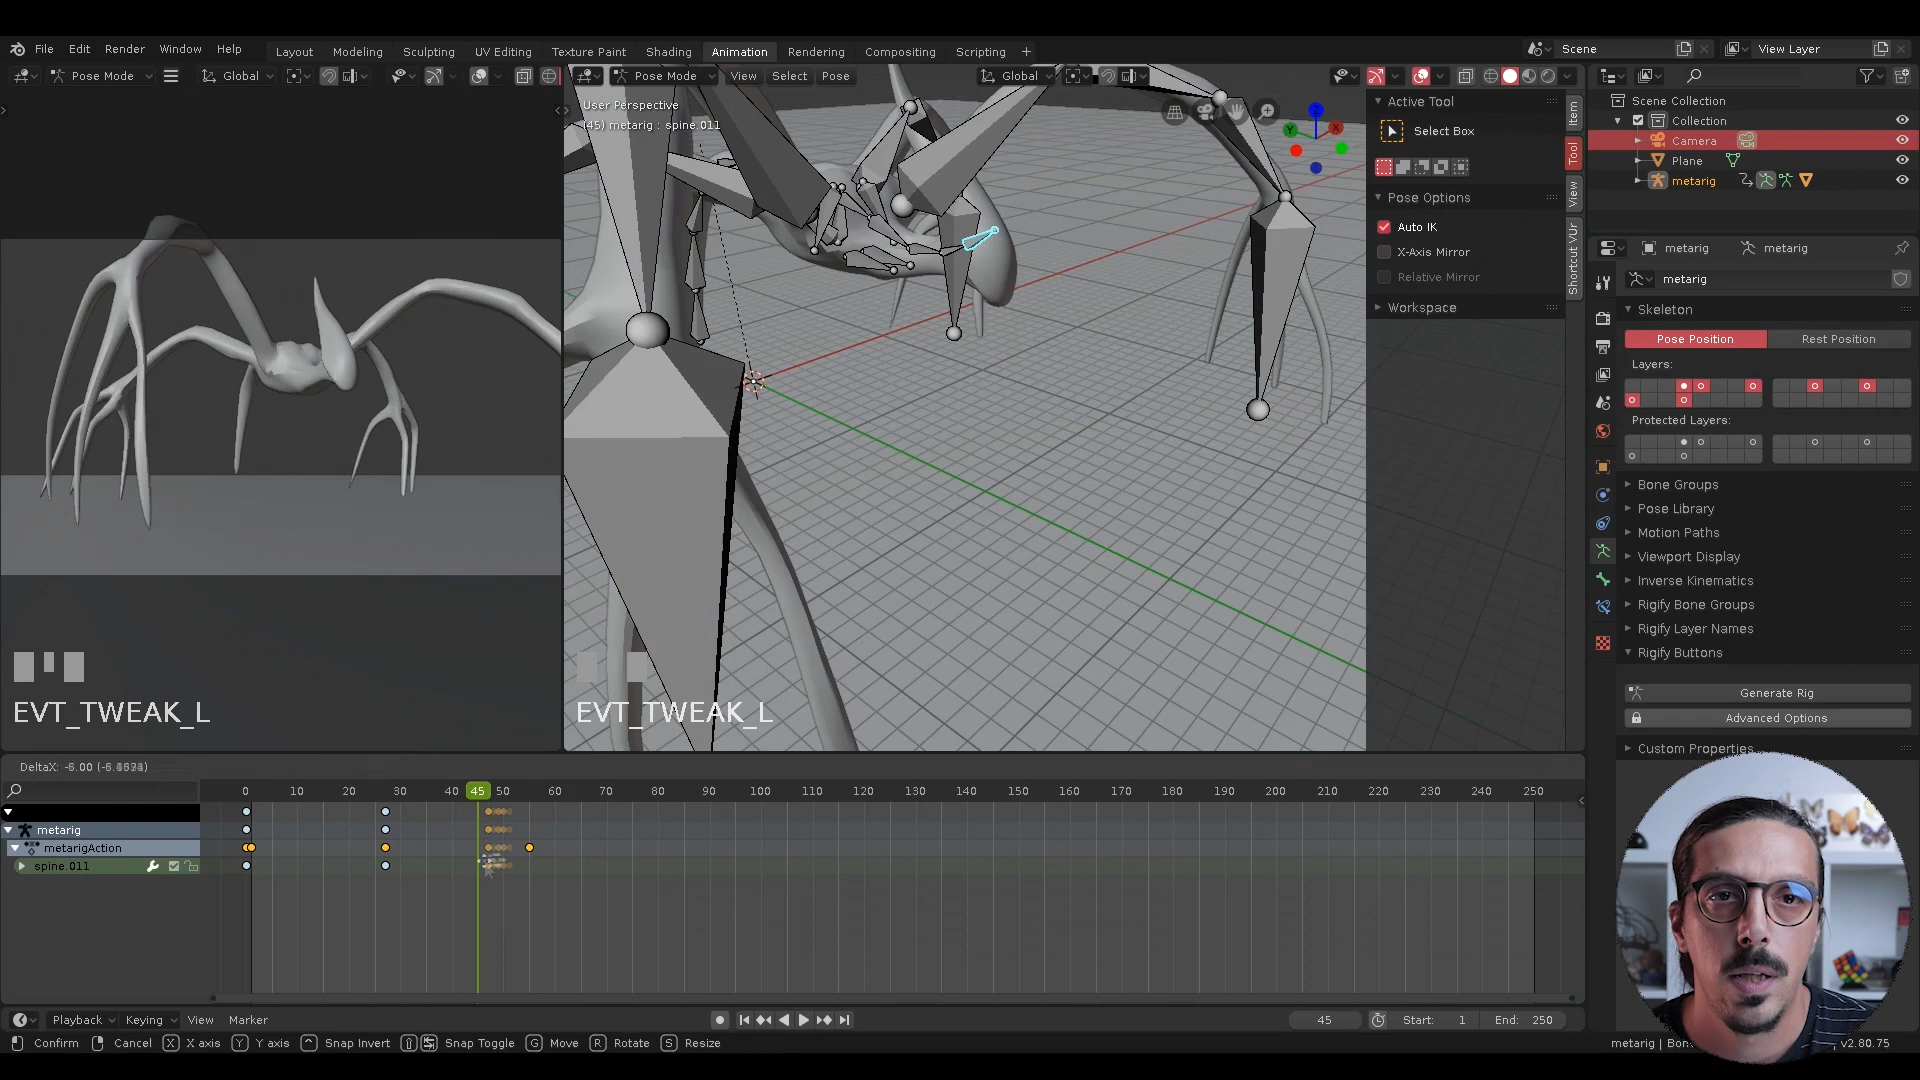 File Edit Render Window Help
Layout Modeling Sculpting UV Editing Texture Paint Shading Animation Rendering Compositing Scripting +
Scene
View Layer
Pose Mode
Global
Pose Mode View Select Pose
Global
User Perspective
(45) metarig : spine.011
Z
Y
X
Active Tool
Select Box
Pose Options
Auto IK
X-Axis Mirror
Relative Mirror
Workspace
Item
Tool
View
Shortcut VUr
Scene Collection
Collection
Camera
Plane
metarig
metarig
metarig
metarig
Skeleton
Pose Position
Rest Position
Layers:
Protected Layers:
Bone Groups
Pose Library
Motion Paths
Viewport Display
Inverse Kinematics
Rigify Bone Groups
Rigify Layer Names
Rigify Buttons
Generate Rig
Advanced Options
Custom Properties
EVT_TWEAK_L
EVT_TWEAK_L
0 10 20 30 40 45 50 60 70 80 90 100 110 120 130 140 150 160 170 180 190 200 210 220 230 240 250
metarig
metarigAction
spine.011
Playback Keying View Marker
45
Start: 1
End: 250
Confirm Cancel X X axis Y Y axis Snap Invert Snap Toggle G Move R Rotate S Resize
metarig
v2.80.75